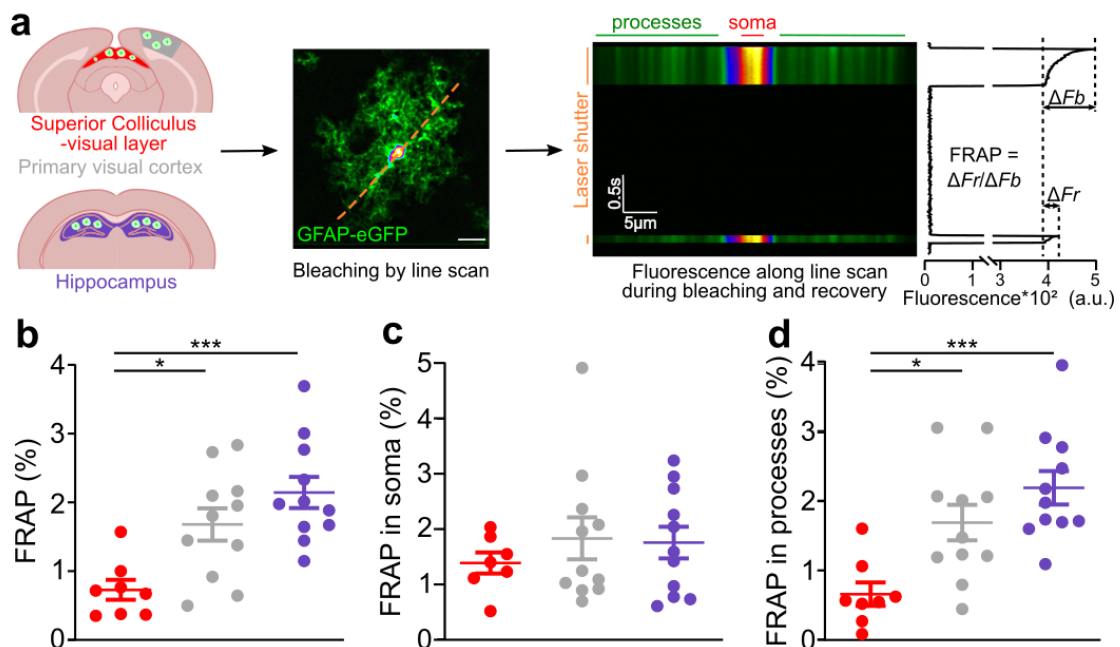 a
Superior Colliculus
-visual layer
Primary visual cortex
Hippocampus
GFAP-eGFP
Bleaching by line scan
processes
soma
Laser shutter
0.5s
5µm
Fluorescence along line scan
during bleaching and recovery
ΔFb
FRAP =
ΔFr/ΔFb
ΔFr
0 1 3 4 5
Fluorescence*10² (a.u.)
b
***
*
FRAP (%)
4
3
2
1
0
c
FRAP in soma (%)
5
4
3
2
1
0
d
***
*
FRAP in processes (%)
4
3
2
1
0